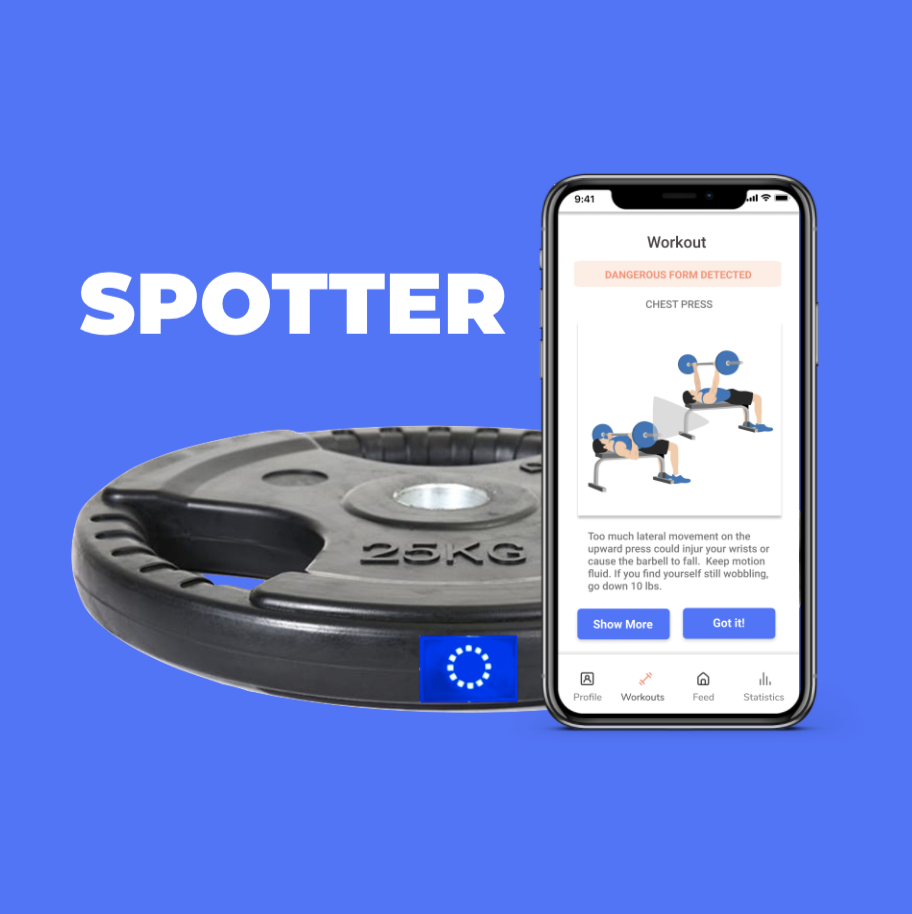 SPOTTER
25KG
9:41
Workout
DANGEROUS FORM DETECTED
CHEST PRESS
Too much lateral movement on the
upward press could injur your wrists or
cause the barbell to fall. Keep motion
fluid. If you find yourself still wobbling,
go down 10 lbs.
Show More
Got it!
Profile
Workouts
Feed
Statistics